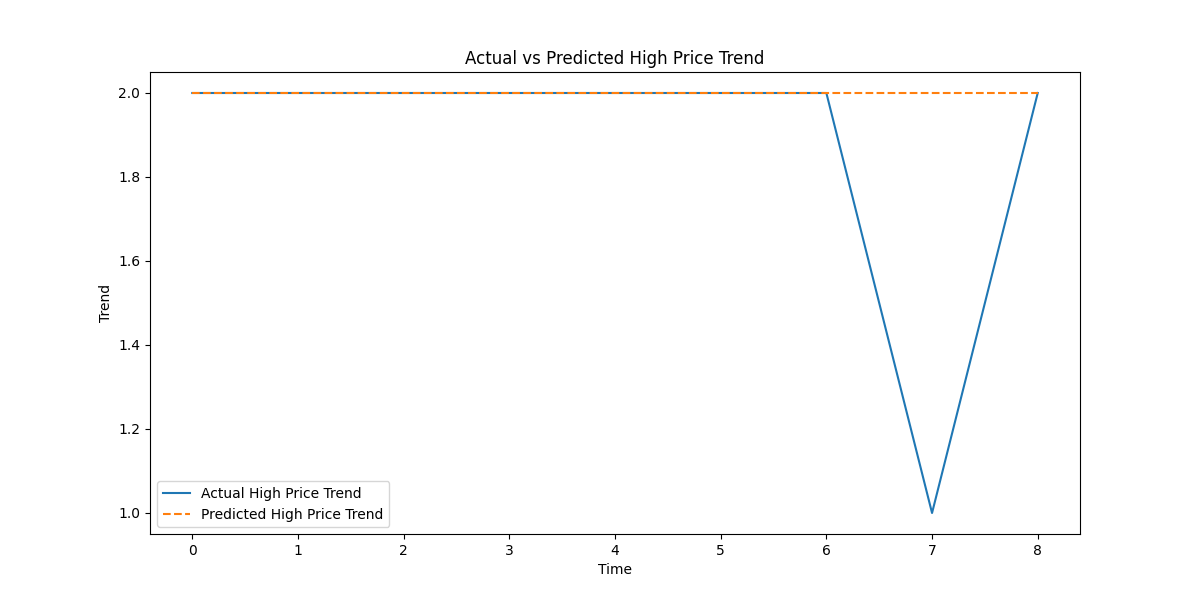 Actual vs Predicted High Price Trend
2.0
1.8
1.6
1.4
1.2
1.0
Trend
Actual High Price Trend
Predicted High Price Trend
0 1 2 3 4 5 6 7 8
Time